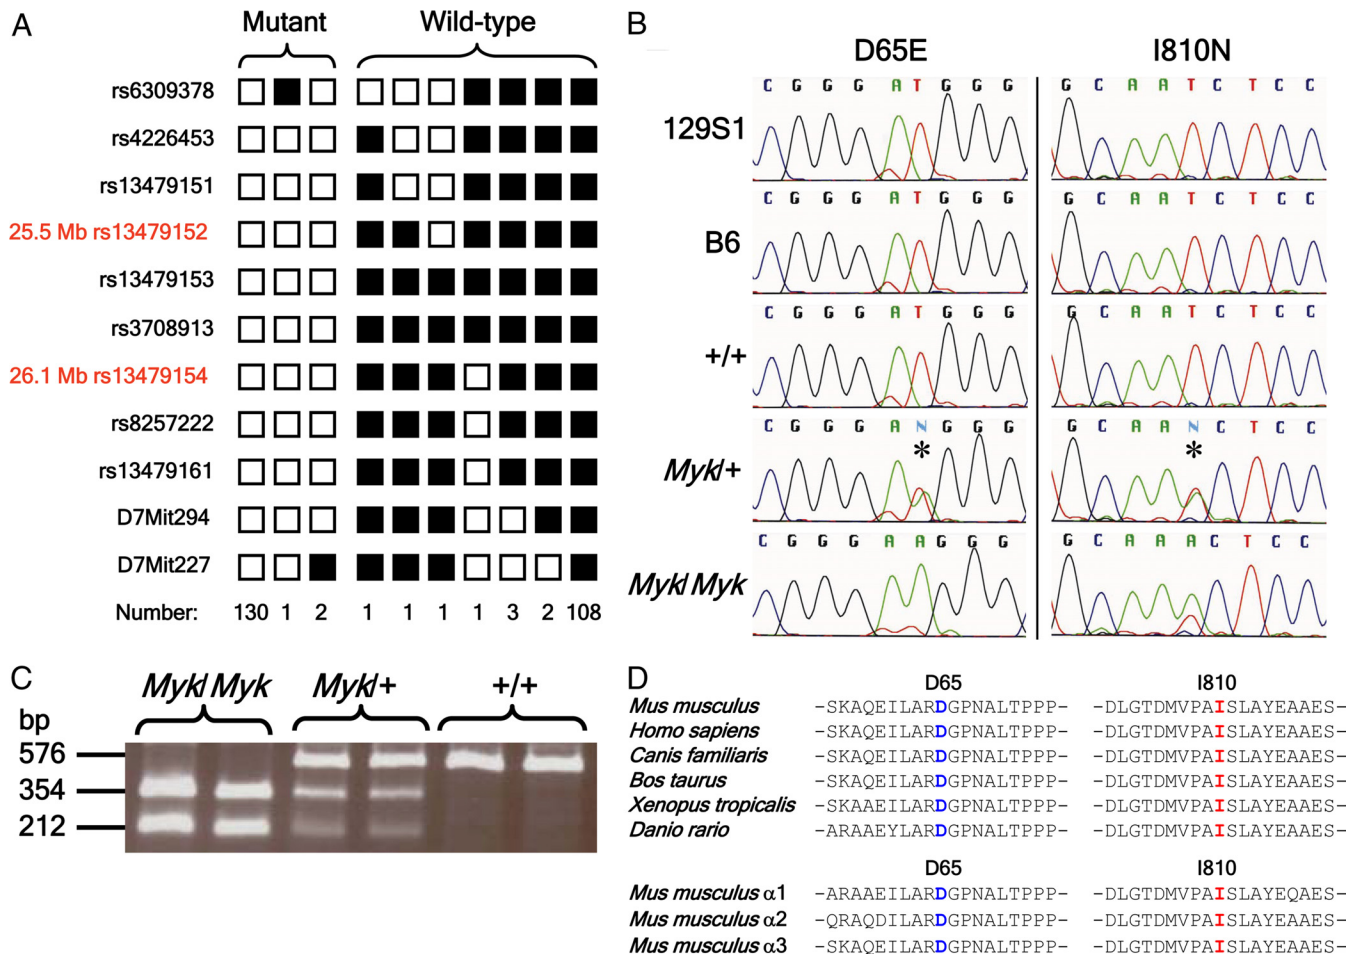 A
Mutant Wild-type
rs6309378
rs4226453
rs13479151
25.5 Mb rs13479152
rs13479153
rs3708913
26.1 Mb rs13479154
rs8257222
rs13479161
D7Mit294
D7Mit227
Number: 130 1 2 1 1 1 1 3 2 108
B
D65E I810N
129S1
C G G G A T G G G G C A A T C T C C
B6
C G G G A T G G G G C A A T C T C C
+/+
C G G G A T G G G G C A A T C T C C
Myk/+
C G G G A N G G G G C A A N C T C C
* *
Myk/Myk
C G G G A A G G G G C A A A C T C C
C
Myk/Myk Myk/+ +/+
bp
576
354
212
D
D65 I810
Mus musculus -SKAQEILARDGPNALTPPP- -DLGTDMVPAISLAYEAAES-
Homo sapiens -SKAQEILARDGPNALTPPP- -DLGTDMVPAISLAYEAAES-
Canis familiaris -SKAQEILARDGPNALTPPP- -DLGTDMVPAISLAYEAAES-
Bos taurus -SKAQEILARDGPNALTPPP- -DLGTDMVPAISLAYEAAES-
Xenopus tropicalis -SKAAEILARDGPNALTPPP- -DLGTDMVPAISLAYEAAES-
Danio rario -ARAAEYLARDGPNALTPPP- -DLGTDMVPAISLAYEAAES-
D65 I810
Mus musculus α1 -ARAAEILARDGPNALTPPP- -DLGTDMVPAISLAYEQAES-
Mus musculus α2 -QRAQDILARDGPNALTPPP- -DLGTDMVPAISLAYEAAES-
Mus musculus α3 -SKAQEILARDGPNALTPPP- -DLGTDMVPAISLAYEAAES-